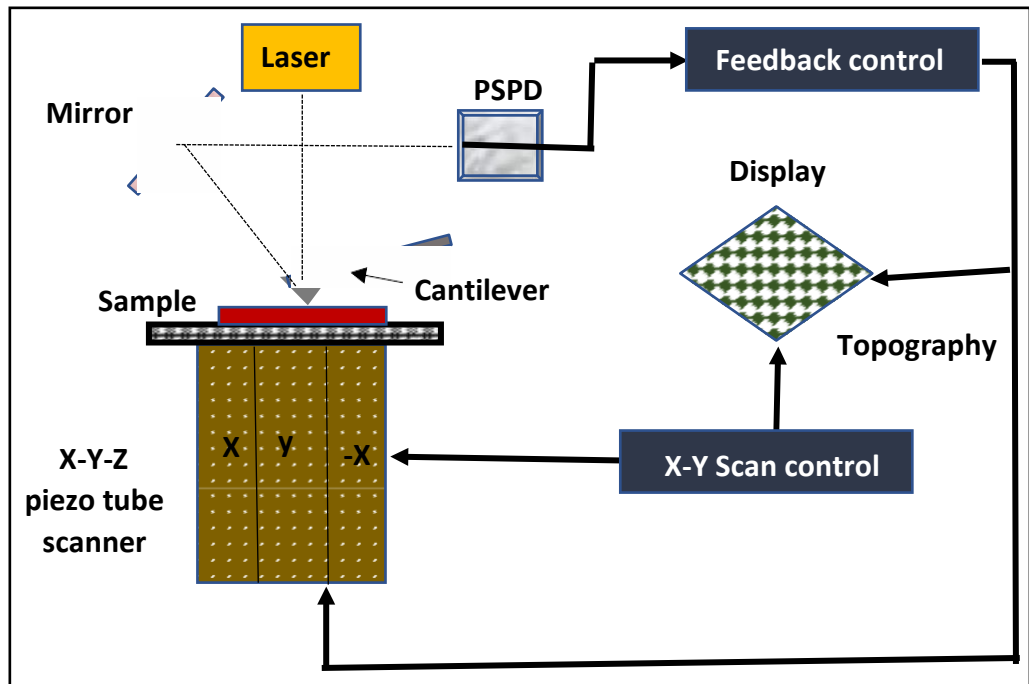 Laser
Feedback control
PSPD
Mirror
Display
Cantilever
Sample
Topography
X
y
-X
X-Y Scan control
X-Y-Z
piezo tube
scanner